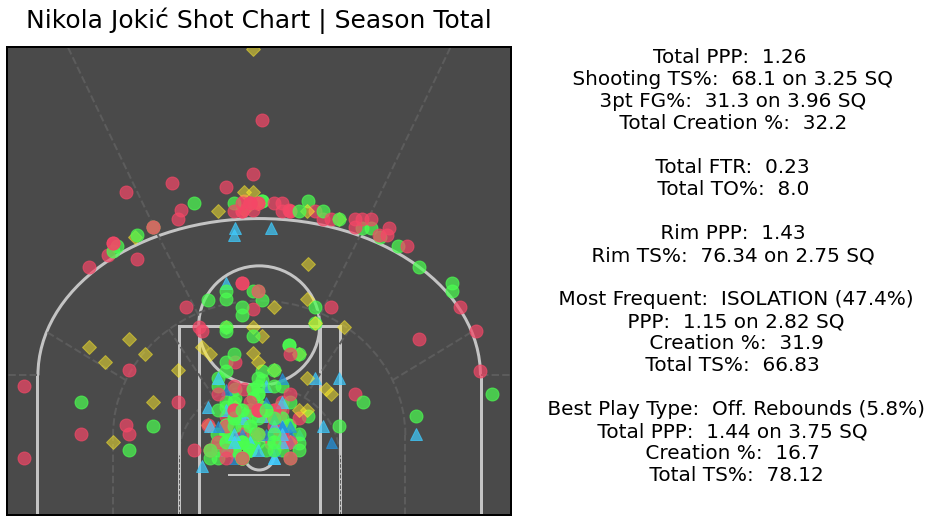 Nikola Jokić Shot Chart | Season Total
Total PPP: 1.26
Shooting TS%: 68.1 on 3.25 SQ
3pt FG%: 31.3 on 3.96 SQ
Total Creation %: 32.2
Total FTR: 0.23
Total TO%: 8.0
Rim PPP: 1.43
Rim TS%: 76.34 on 2.75 SQ
Most Frequent: ISOLATION (47.4%)
PPP: 1.15 on 2.82 SQ
Creation %: 31.9
Total TS%: 66.83
Best Play Type: Off. Rebounds (5.8%)
Total PPP: 1.44 on 3.75 SQ
Creation %: 16.7
Total TS%: 78.12